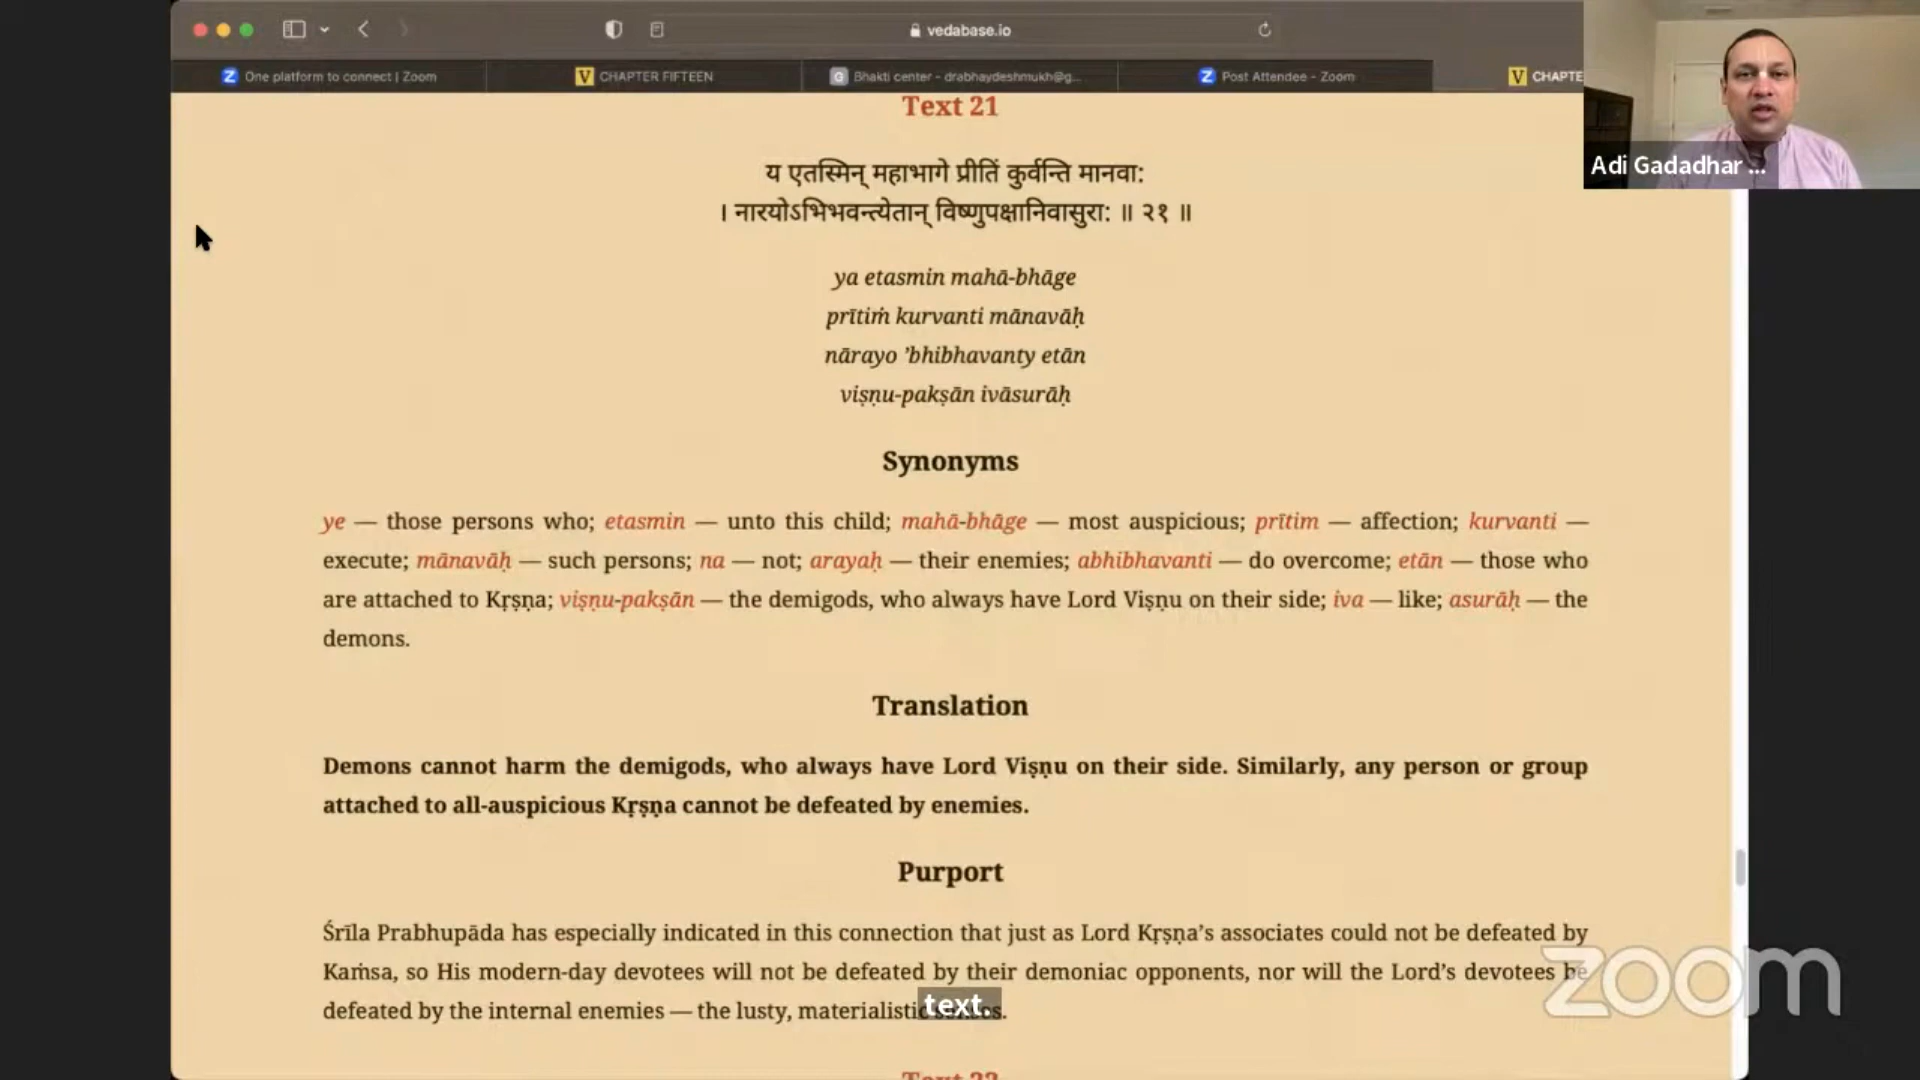 vedabase.io
One platform to connect | Zoom
CHAPTER FIFTEEN
Bhakti center - drabhaydeshmukh@g...
Post Attendee - Zoom
CHAPTE
Adi Gadadhar ...
Text 21
य एतस्मिन् महाभागे प्रीतिं कुर्वन्ति मानवा:
। नारयोऽभिभवन्त्येतान् विष्णुपक्षानिवासुरा: ॥ २१ ॥
ya etasmin mahā-bhāge
prītiṁ kurvanti mānavāḥ
nārayo ’bhibhavanty etān
viṣṇu-pakṣān ivāsurāḥ
Synonyms
ye — those persons who; etasmin — unto this child; mahā-bhāge — most auspicious; prītim — affection; kurvanti —
execute; mānavāḥ — such persons; na — not; arayaḥ — their enemies; abhibhavanti — do overcome; etān — those who
are attached to Kṛṣṇa; viṣṇu-pakṣān — the demigods, who always have Lord Viṣṇu on their side; iva — like; asurāḥ — the
demons.
Translation
Demons cannot harm the demigods, who always have Lord Viṣṇu on their side. Similarly, any person or group
attached to all-auspicious Kṛṣṇa cannot be defeated by enemies.
Purport
Śrīla Prabhupāda has especially indicated in this connection that just as Lord Kṛṣṇa’s associates could not be defeated by
Kaṁsa, so His modern-day devotees will not be defeated by their demoniac opponents, nor will the Lord’s devotees be
defeated by the internal enemies — the lusty, materialistic
text.
zoom
Text 22